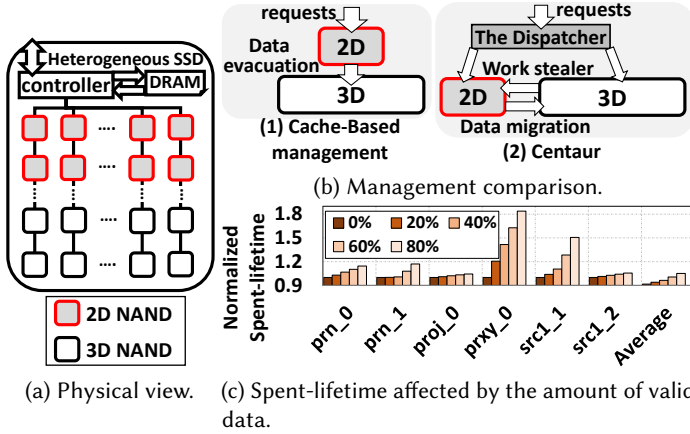 Heterogeneous SSD
controller
DRAM
....
....
....
....
2D NAND
3D NAND
(a) Physical view.
requests
Data
evacuation
2D
3D
(1) Cache-Based
management
requests
The Dispatcher
Work stealer
2D
3D
Data migration
(2) Centaur
(b) Management comparison.
Normalized
Spent-lifetime
1.8
1.5
1.2
0.9
0% 20% 40%
60% 80%
prn_0
prn_1
proj_0
prxy_0
src1_1
src1_2
Average
(c) Spent-lifetime affected by the amount of valid
data.